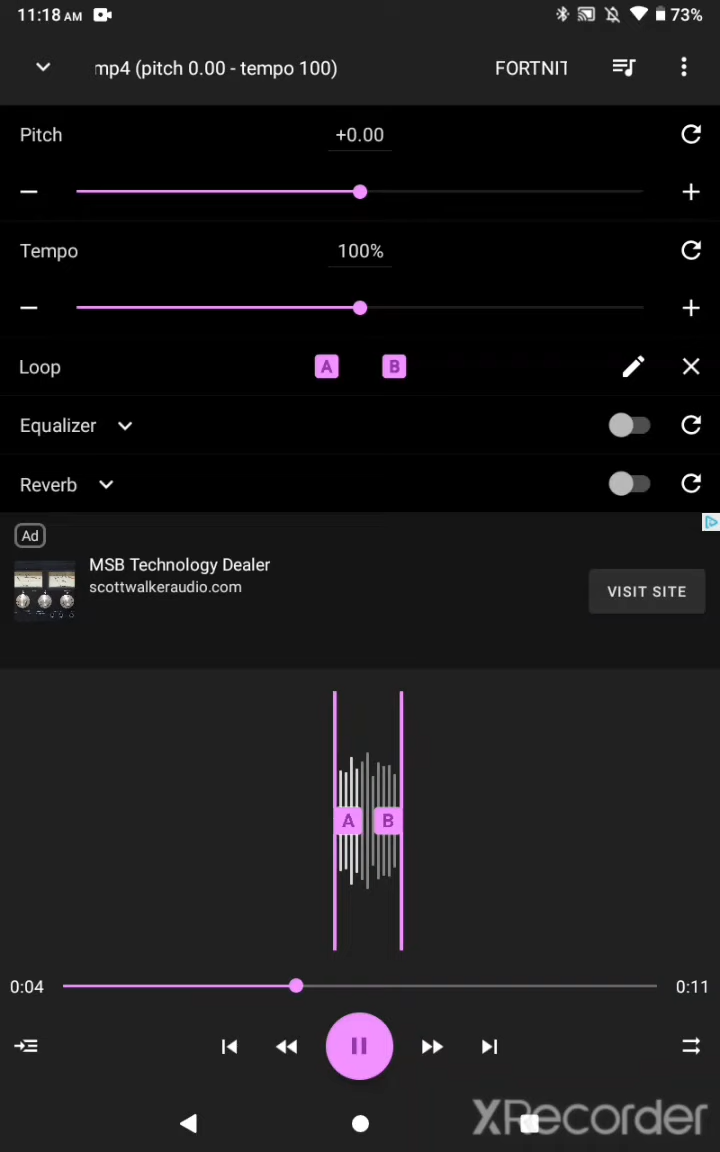 11:18 AM 73%
mp4 (pitch 0.00 - tempo 100) FORTNIT
Pitch +0.00
Tempo 100%
Loop A B
Equalizer
Reverb
Ad
MSB Technology Dealer
scottwalkeraudio.com
VISIT SITE
A B
0:04 0:11
XRecorder